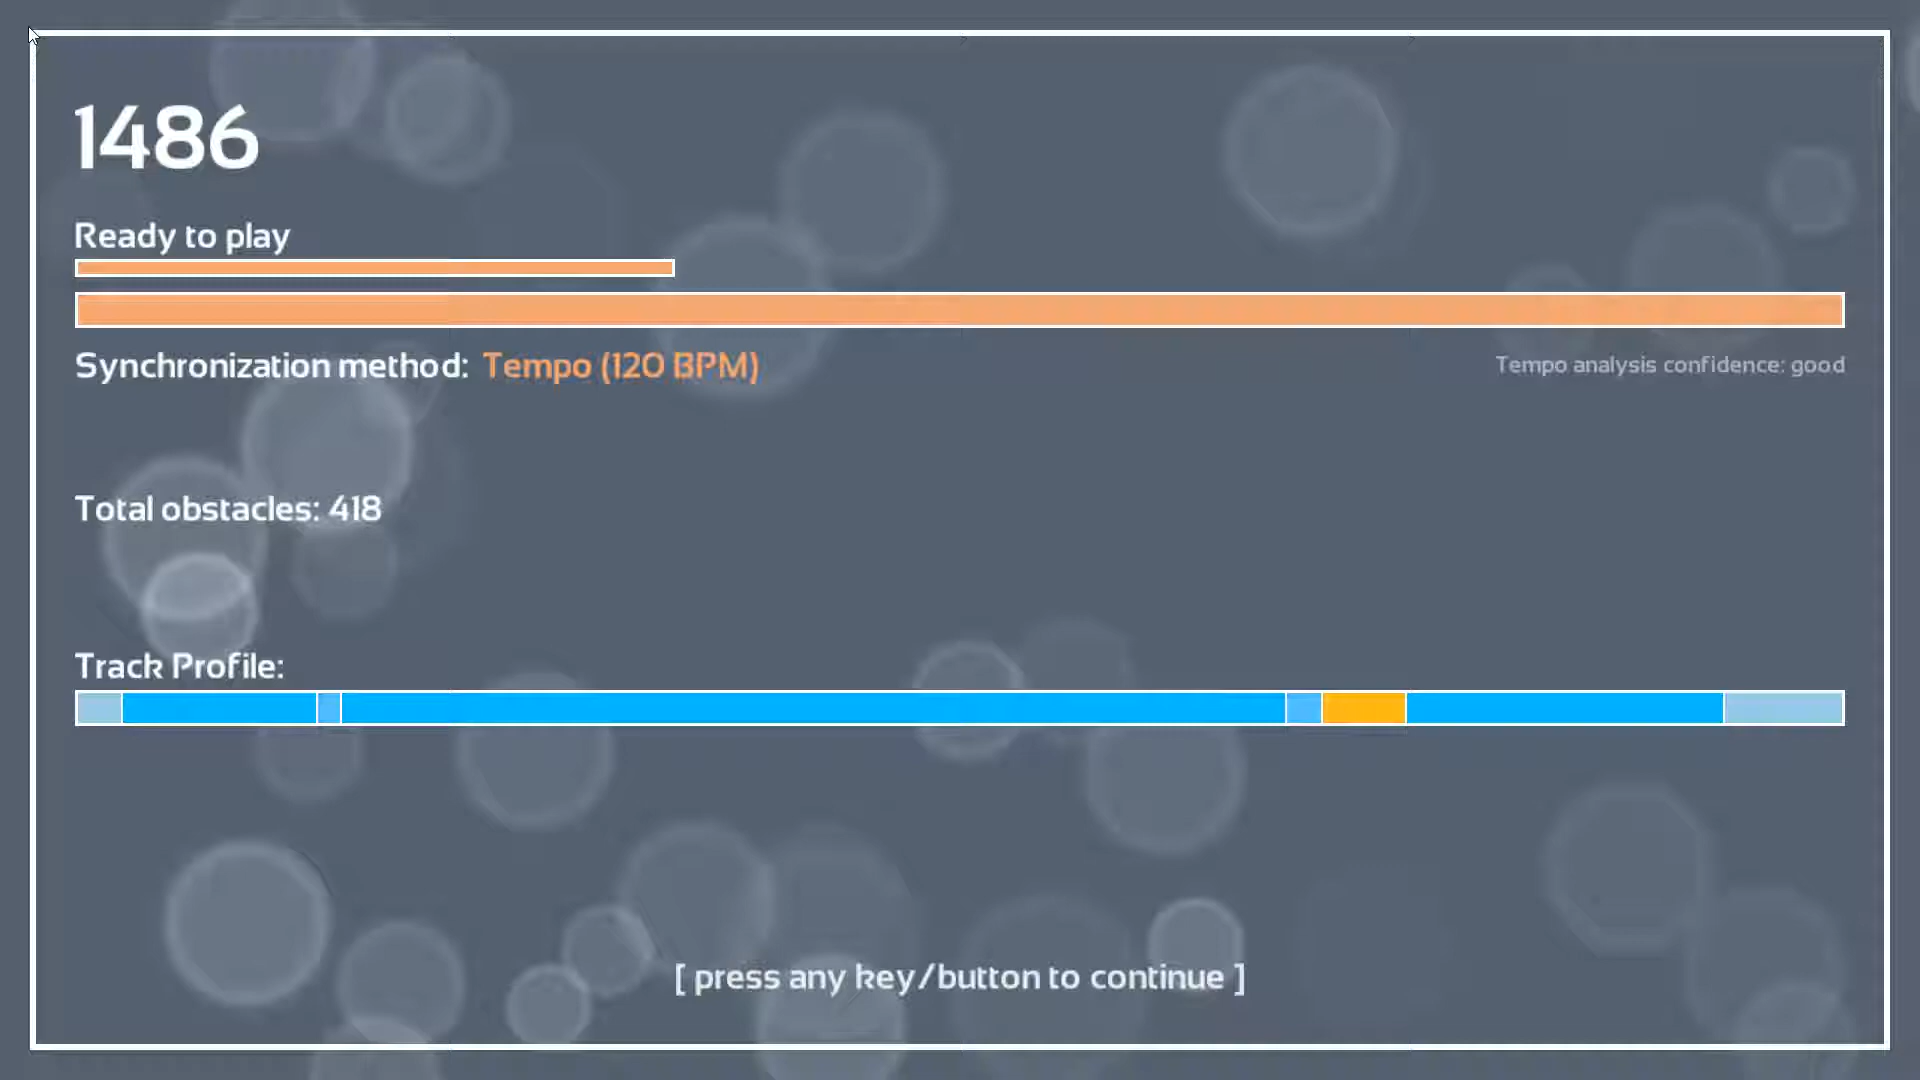 1486
Ready to play
Synchronization method: Tempo (120 BPM)
Tempo analysis confidence: good
Total obstacles: 418
Track Profile:
[ press any key/button to continue ]